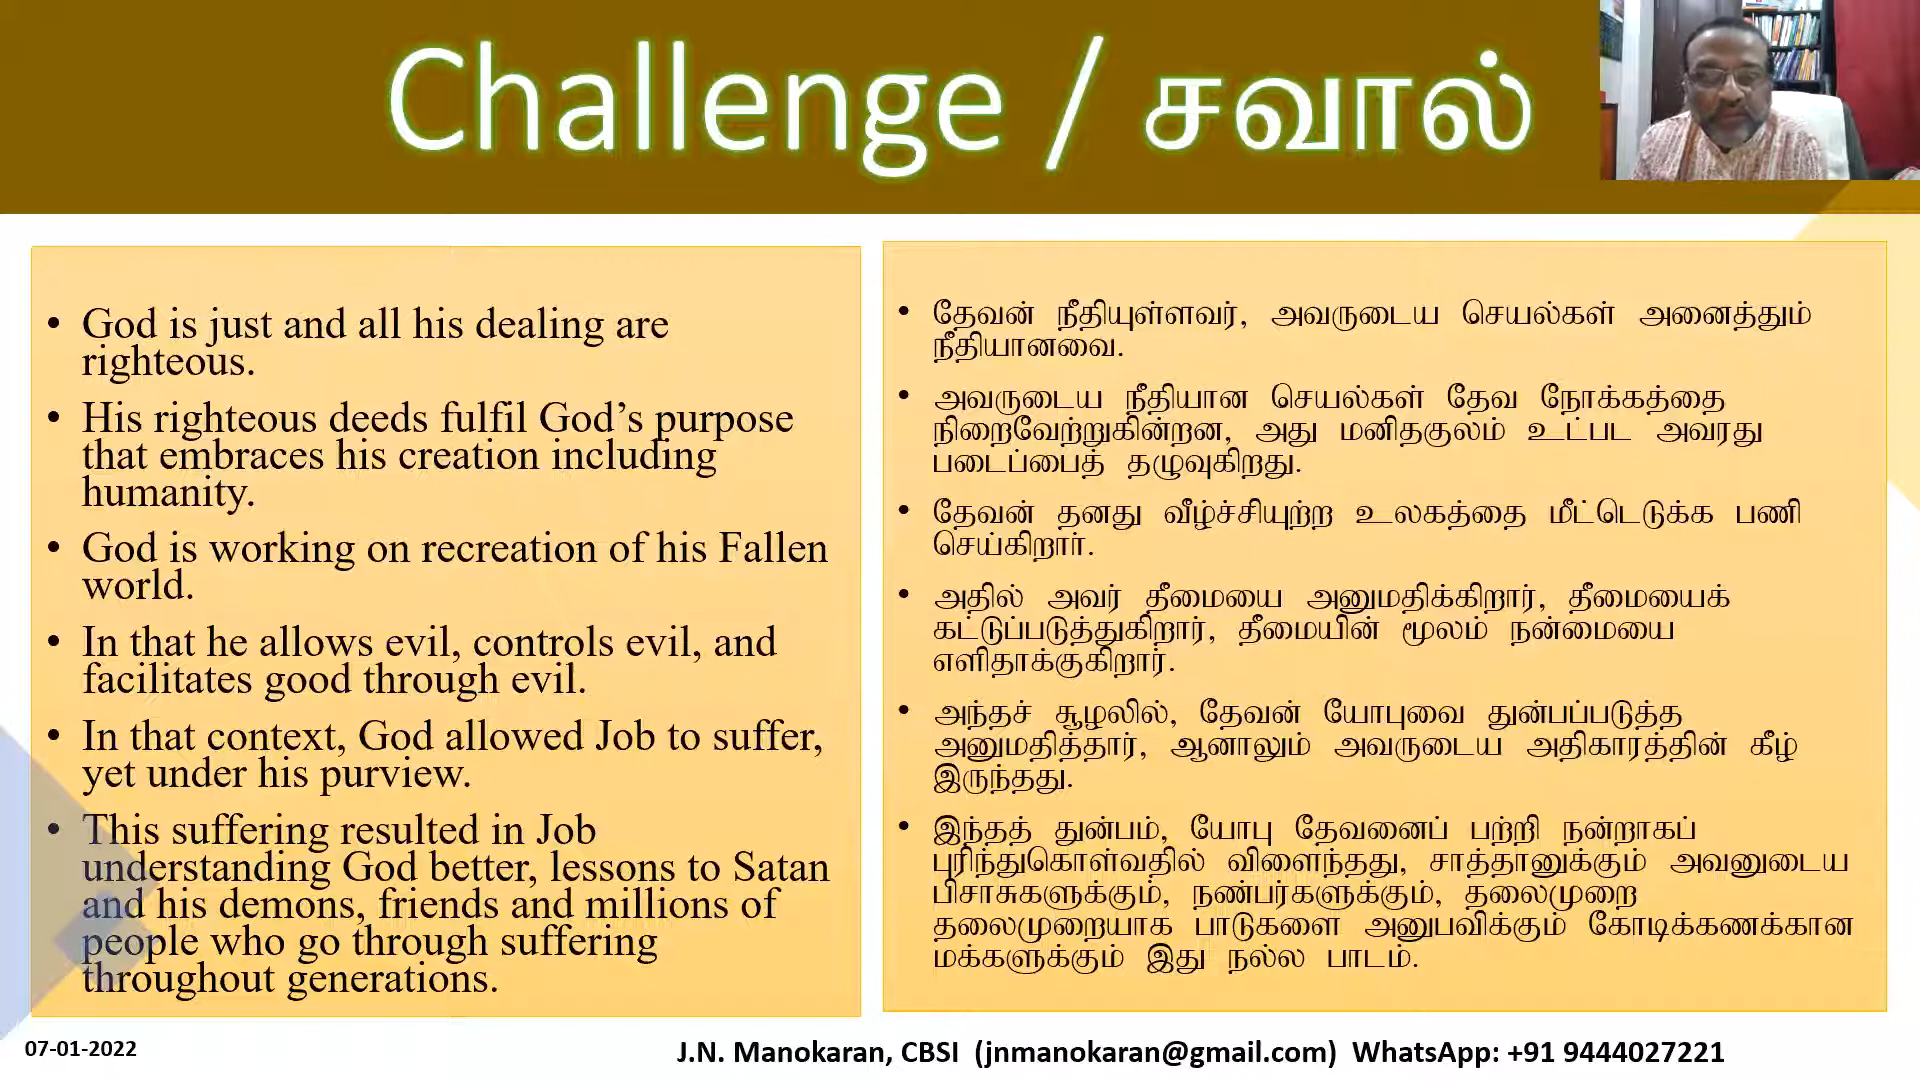 Challenge / சவால்
• God is just and all his dealing are
righteous.
• His righteous deeds fulfil God’s purpose
that embraces his creation including
humanity.
• God is working on recreation of his Fallen
world.
• In that he allows evil, controls evil, and
facilitates good through evil.
• In that context, God allowed Job to suffer,
yet under his purview.
• This suffering resulted in Job
understanding God better, lessons to Satan
and his demons, friends and millions of
people who go through suffering
throughout generations.
• தேவன் நீதியுள்ளவர், அவருடைய செயல்கள் அனைத்தும்
நீதியானவை.
• அவருடைய நீதியான செயல்கள் தேவ நோக்கத்தை
நிறைவேற்றுகின்றன, அது மனிதகுலம் உட்பட அவரது
படைப்பைத் தழுவுகிறது.
• தேவன் தனது வீழ்ச்சியுற்ற உலகத்தை மீட்டெடுக்க பணி
செய்கிறார்.
• அதில் அவர் தீமையை அனுமதிக்கிறார், தீமையைக்
கட்டுப்படுத்துகிறார், தீமையின் மூலம் நன்மையை
எளிதாக்குகிறார்.
• அந்தச் சூழலில், தேவன் யோபுவை துன்பப்படுத்த
அனுமதித்தார், ஆனாலும் அவருடைய அதிகாரத்தின் கீழ்
இருந்தது.
• இந்தத் துன்பம், யோபு தேவனைப் பற்றி நன்றாகப்
புரிந்துகொள்வதில் விளைந்தது, சாத்தானுக்கும் அவனுடைய
பிசாசுகளுக்கும், நண்பர்களுக்கும், தலைமுறை
தலைமுறையாக பாடுகளை அனுபவிக்கும் கோடிக்கணக்கான
மக்களுக்கும் இது நல்ல பாடம்.
07-01-2022
J.N. Manokaran, CBSI (jnmanokaran@gmail.com) WhatsApp: +91 9444027221